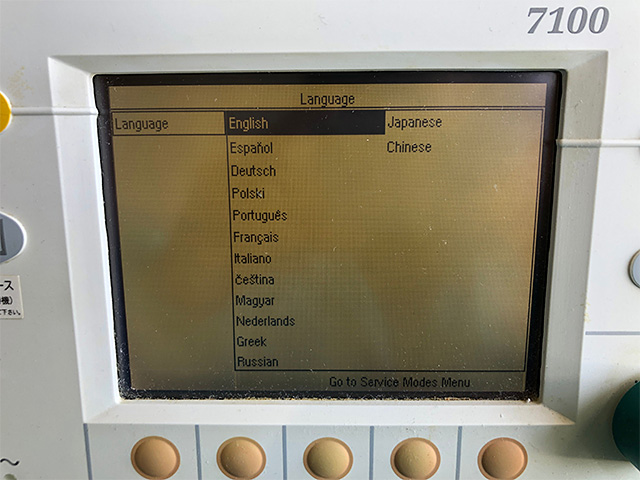 7100
Language
Language
English
Español
Deutsch
Polski
Português
Français
Italiano
čeština
Magyar
Nederlands
Greek
Russian
Japanese
Chinese
Go to Service Modes Menu
ース
機）
下さい。
～